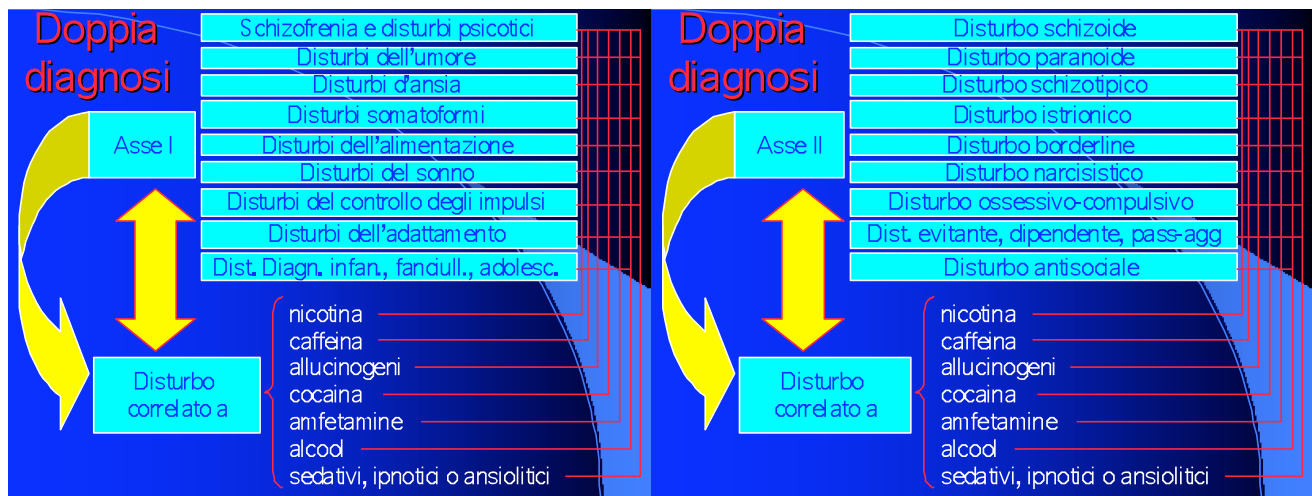 Doppia
diagnosi
Schizofrenia e disturbi psicotici
Disturbi dell'umore
Disturbi d'ansia
Disturbi somatoformi
Disturbi dell'alimentazione
Disturbi del sonno
Disturbi del controllo degli impulsi
Disturbi dell'adattamento
Dist. Diagn. infan., fanciull., adolesc.
Asse I
Disturbo
correlato a
nicotina
caffeina
allucinogeni
cocaina
amfetamine
alcool
sedativi, ipnotici o ansiolitici
Doppia
diagnosi
Disturbo schizoide
Disturbo paranoide
Disturbo schizotipico
Disturbo istrionico
Disturbo borderline
Disturbo narcisistico
Disturbo ossessivo-compulsivo
Dist. evitante, dipendente, pass-agg
Disturbo antisociale
Asse II
Disturbo
correlato a
nicotina
caffeina
allucinogeni
cocaina
amfetamine
alcool
sedativi, ipnotici o ansiolitici